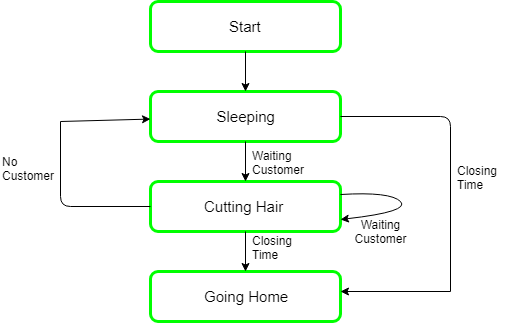 Start
Sleeping
Waiting
Customer
No
Customer
Closing
Time
Cutting Hair
Waiting
Customer
Closing
Time
Going Home